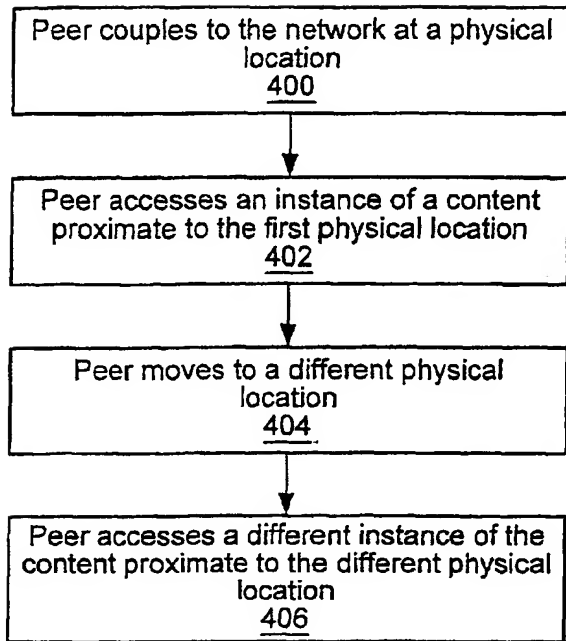 Peer couples to the network at a physical
location
400
Peer accesses an instance of a content
proximate to the first physical location
402
Peer moves to a different physical
location
404
Peer accesses a different instance of the
content proximate to the different physical
location
406